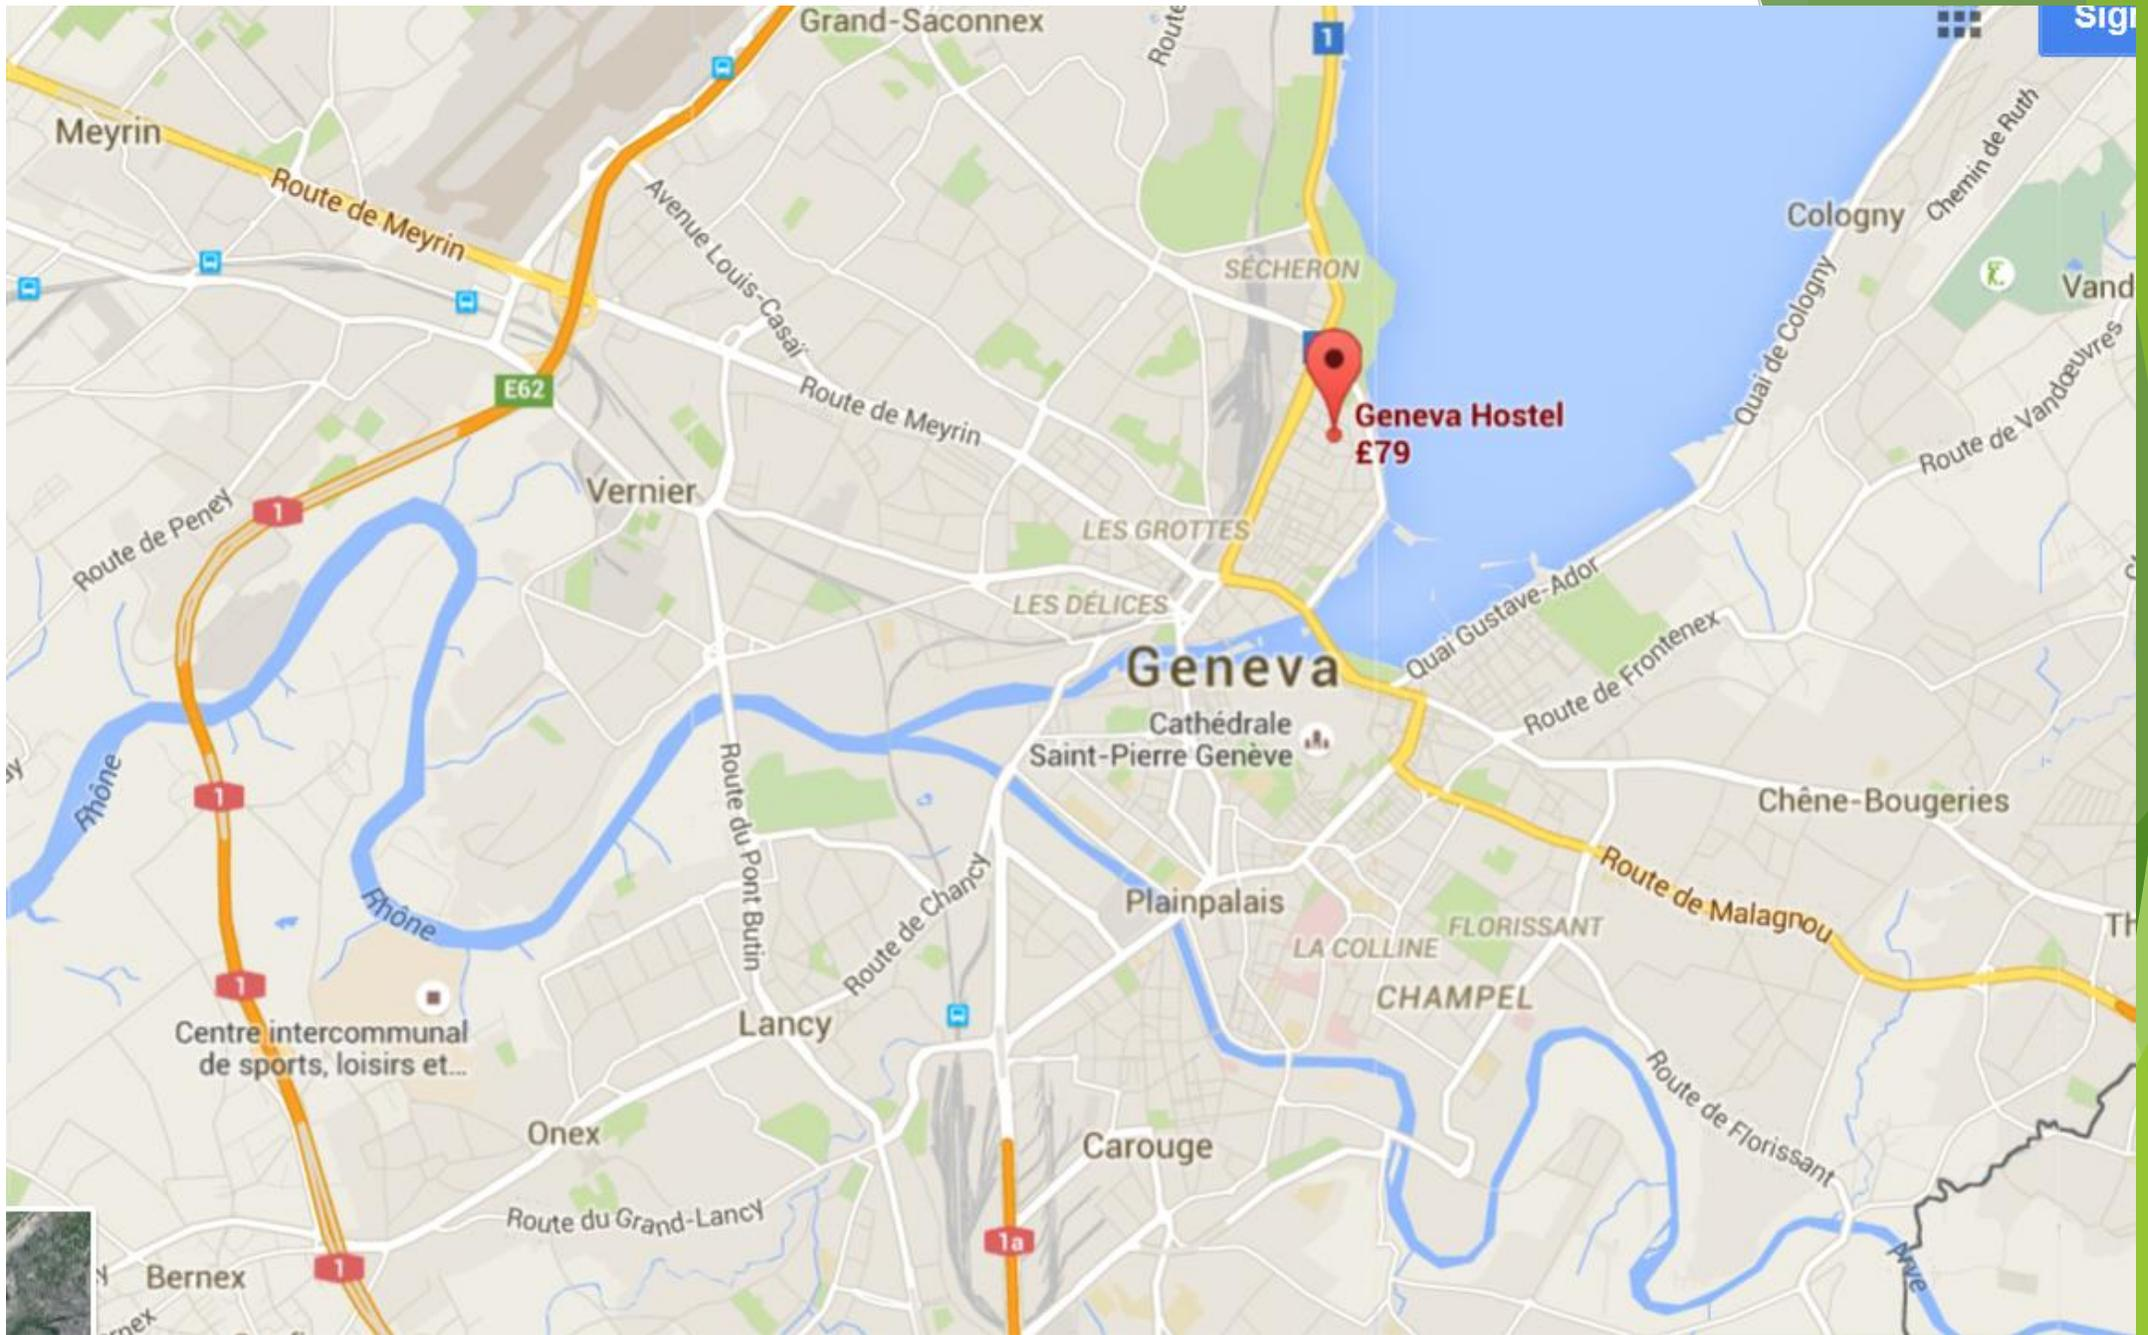 Grand-Saconnex
Route
1
Sig
Meyrin
Route de Meyrin
Avenue Louis-Casaï
Chemin de Ruth
Cologny
SÉCHERON
Quai de Cologny
Vand
E62
Route de Meyrin
Geneva Hostel
£79
Route de Vandœuvres
Vernier
1
Route de Peney
LES GROTTES
LES DÉLICES
Quai Gustave-Ador
Geneva
Route de Frontenex
Cathédrale
Saint-Pierre Genève
Rhône
1
Route du Pont Butin
Chêne-Bougeries
Route de Malagnou
Rhône
Route de Chancy
Plainpalais
FLORISSANT
LA COLLINE
Th
1
CHAMPEL
Centre intercommunal
de sports, loisirs et...
Lancy
Route de Florissant
Onex
Carouge
Route du Grand-Lancy
1a
1
Bernex
Arve